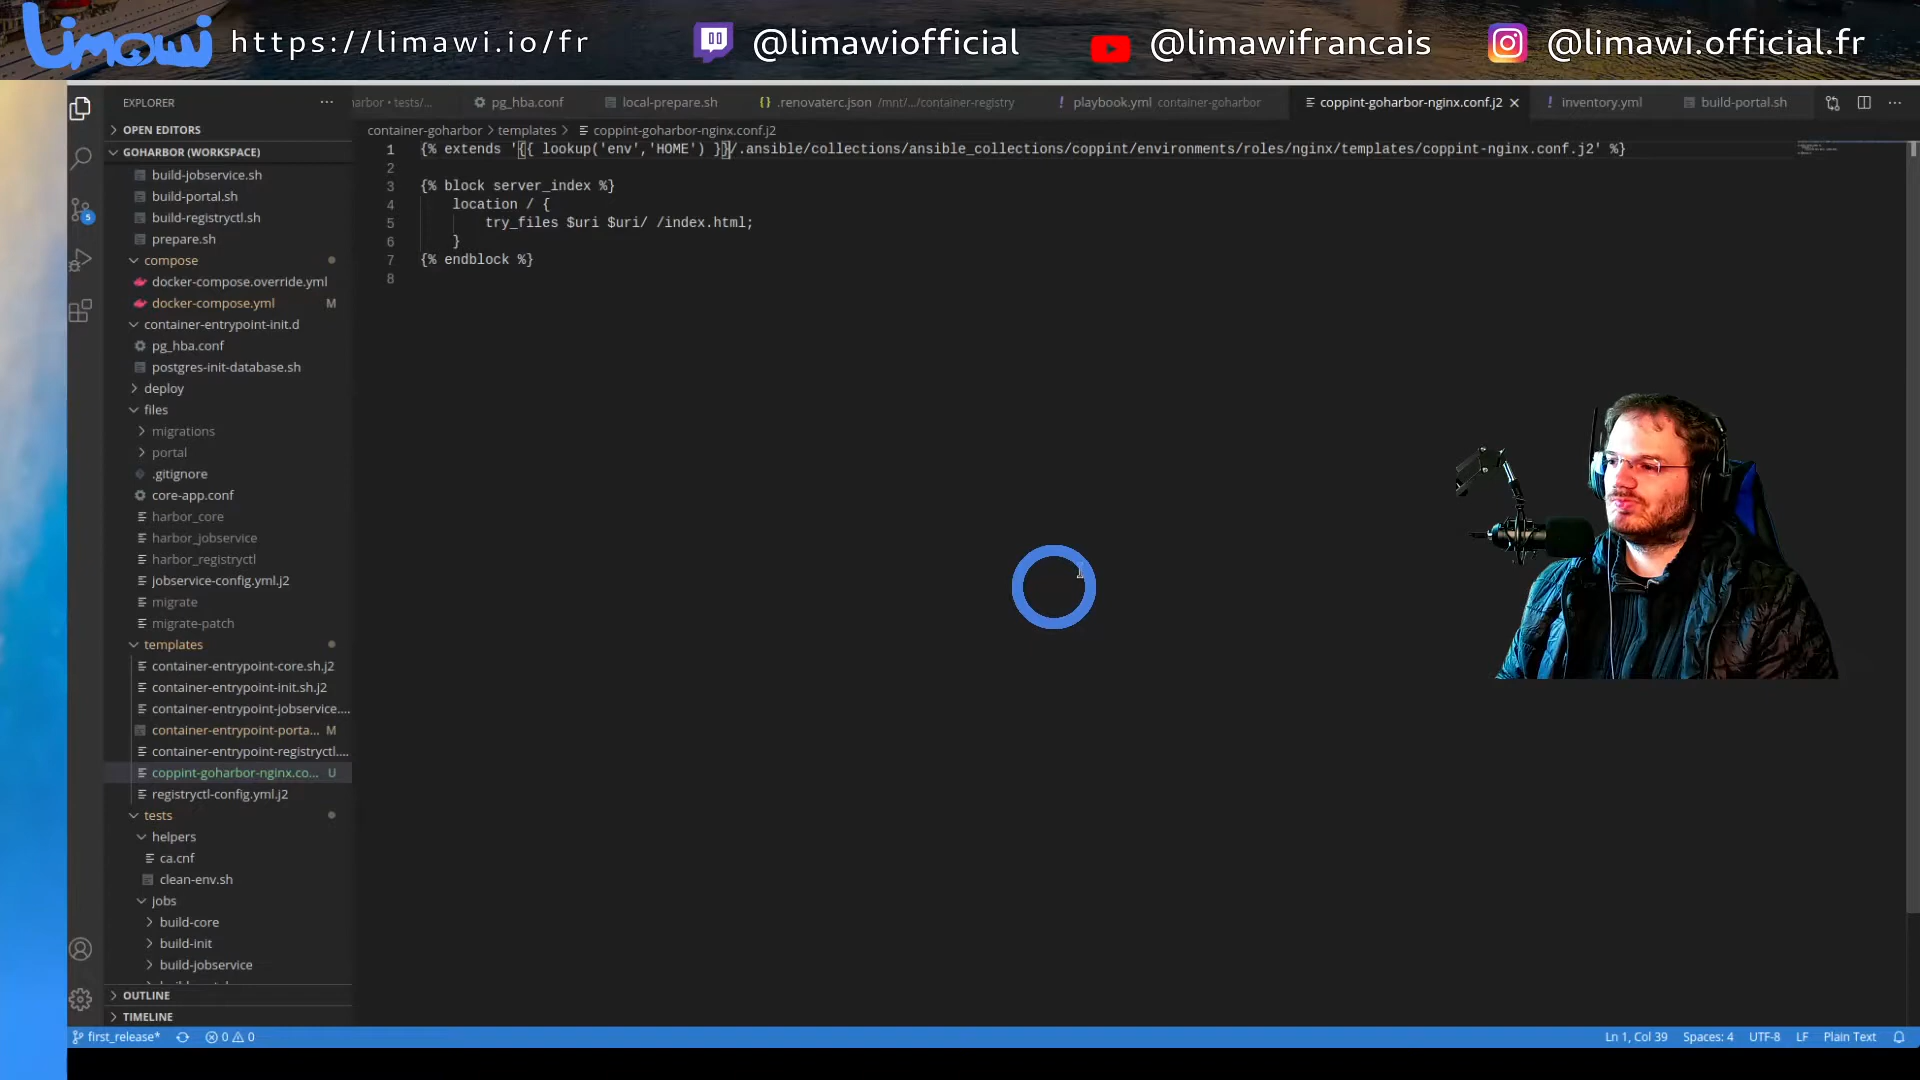 Limawi https://limawi.io/fr @limawiofficial @limawifrancais @limawi.official.fr
EXPLORER ···
arbor • tests/... pg_hba.conf local-prepare.sh {} .renovaterc.json /mnt/.../container-registry ! playbook.yml container-goharbor coppint-goharbor-nginx.conf.j2 ! inventory.yml build-portal.sh ···
OPEN EDITORS
container-goharbor > templates > coppint-goharbor-nginx.conf.j2
GOHARBOR (WORKSPACE)
1 {% extends '{{ lookup('env','HOME') }}/.ansible/collections/ansible_collections/coppint/environments/roles/nginx/templates/coppint-nginx.conf.j2' %}
2
3 {% block server_index %}
4 location / {
5 try_files $uri $uri/ /index.html;
6 }
7 {% endblock %}
8
5
build-jobservice.sh
build-portal.sh
build-registryctl.sh
prepare.sh
compose
docker-compose.override.yml
docker-compose.yml M
container-entrypoint-init.d
pg_hba.conf
postgres-init-database.sh
deploy
files
migrations
portal
.gitignore
core-app.conf
harbor_core
harbor_jobservice
harbor_registryctl
jobservice-config.yml.j2
migrate
migrate-patch
templates
container-entrypoint-core.sh.j2
container-entrypoint-init.sh.j2
container-entrypoint-jobservice....
container-entrypoint-porta... M
container-entrypoint-registryctl....
coppint-goharbor-nginx.co... U
registryctl-config.yml.j2
tests
helpers
ca.cnf
clean-env.sh
jobs
build-core
build-init
build-jobservice
OUTLINE
TIMELINE
first_release* 0 0 Ln 1, Col 39 Spaces: 4 UTF-8 LF Plain Text